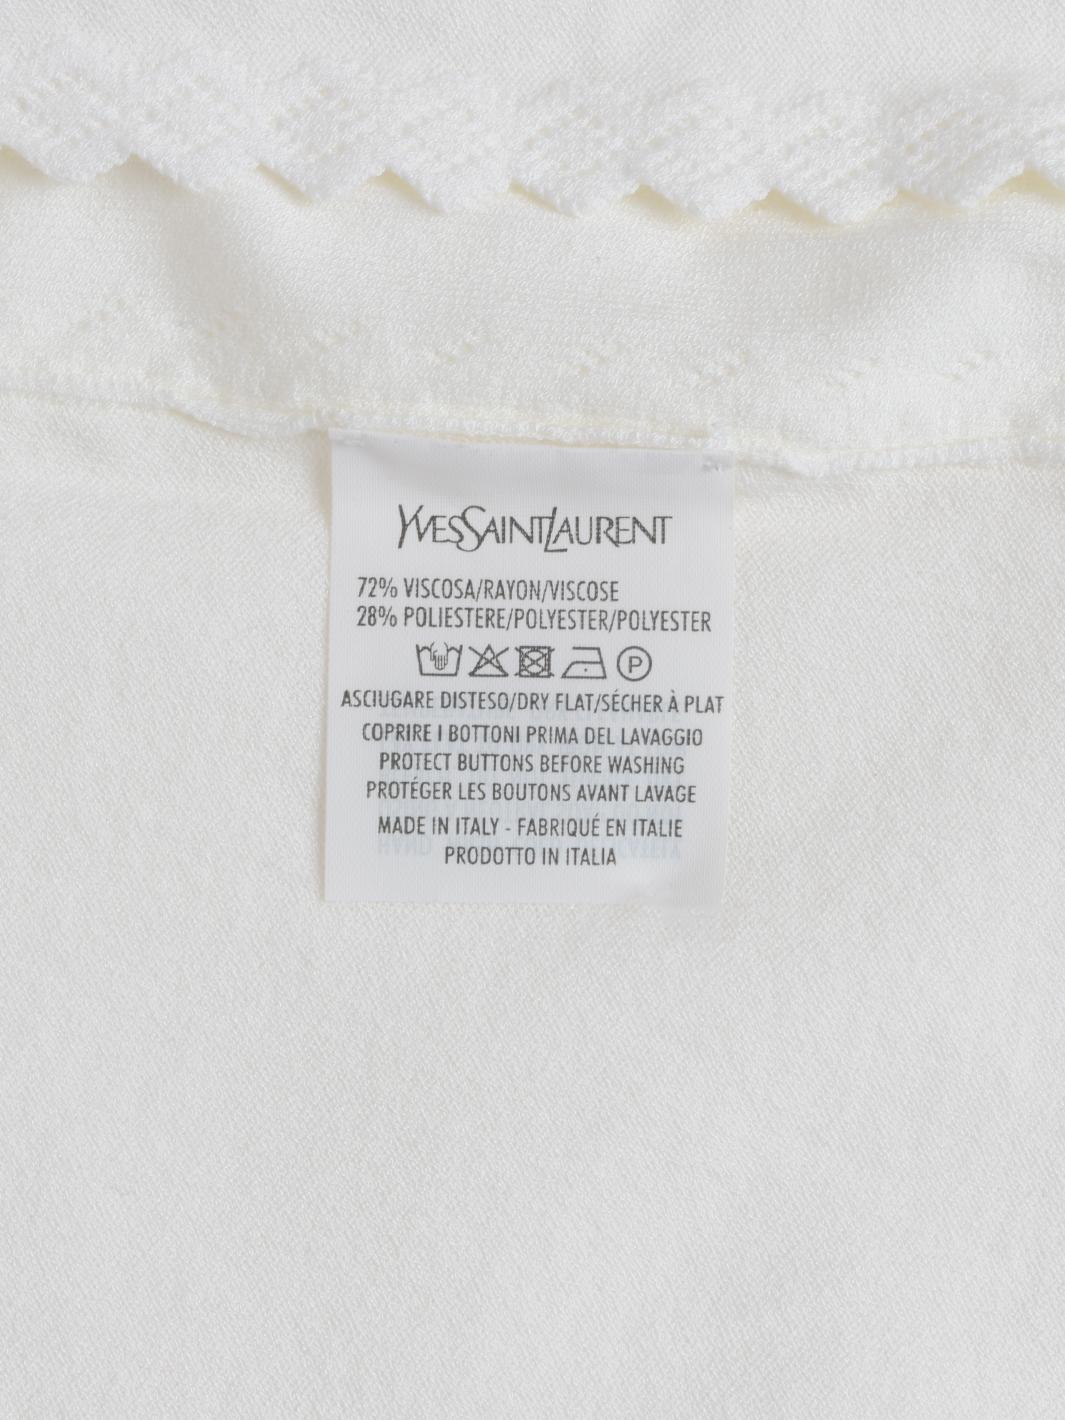 YVESSAINTLAURENT
72% VISCOSA/RAYON/VISCOSE
28% POLIESTERE/POLYESTER/POLYESTER
P
ASCIUGARE DISTESO/DRY FLAT/SÉCHER À PLAT
COPRIRE I BOTTONI PRIMA DEL LAVAGGIO
PROTECT BUTTONS BEFORE WASHING
PROTÉGER LES BOUTONS AVANT LAVAGE
MADE IN ITALY - FABRIQUÉ EN ITALIE
PRODOTTO IN ITALIA